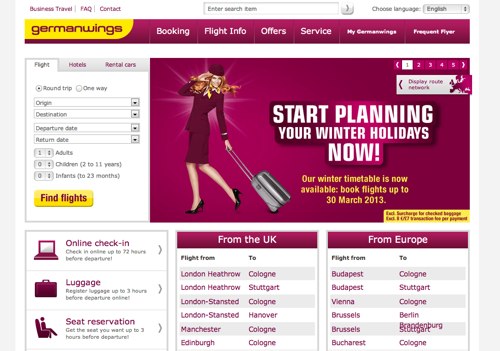 Business Travel | FAQ | Contact
Enter search item
Choose language: English
germanwings
Booking Flight Info Offers Service My Germanwings Frequent Flyer
Flight Hotels Rental cars
Round trip One way
Origin
Destination
Departure date
Return date
1 Adults
0 Children (2 to 11 years)
0 Infants (to 23 months)
Find flights
1 2 3 4 5
Display route
network
START PLANNING
YOUR WINTER HOLIDAYS
NOW!
Our winter timetable is now
available: book flights up to
30 March 2013.
Excl. Surcharge for checked baggage
Excl. 8 €/£7 transaction fee per payment
Online check-in
Check in online up to 72 hours
before departure!
Luggage
Register luggage up to 3 hours
before departure online!
Seat reservation
Get the seat you want up to 3
hours before departure!
From the UK
Flight from To
London Heathrow Cologne
London Heathrow Stuttgart
London-Stansted Cologne
London-Stansted Hanover
Manchester Cologne
Edinburgh Cologne
From Europe
Flight from To
Budapest Cologne
Budapest Stuttgart
Vienna Cologne
Brussels Berlin
Brandenburg
Brussels Stuttgart
Bucharest Cologne